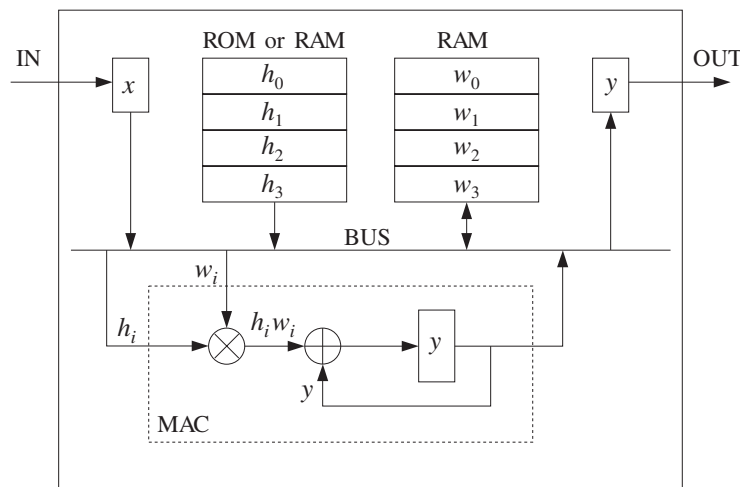 ROM or RAM
RAM
IN
OUT
x
h0
h1
h2
h3
w0
w1
w2
w3
y
BUS
wi
hi
hiwi
y
y
MAC